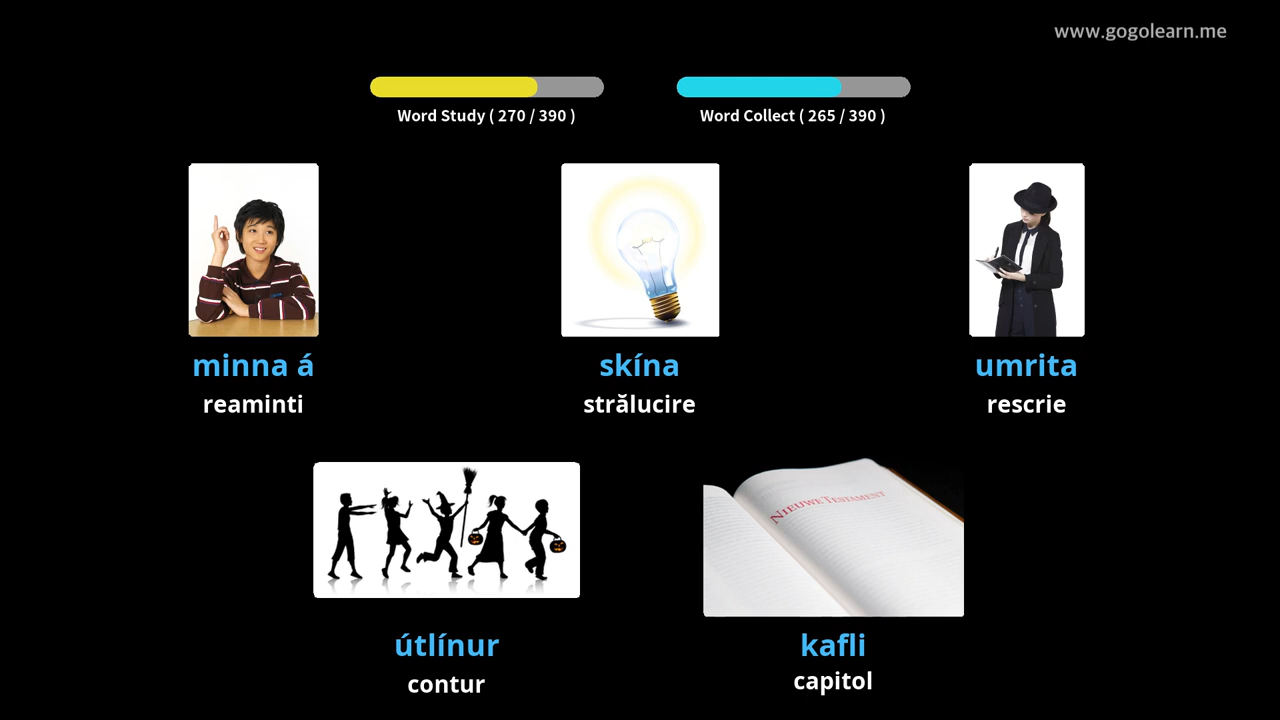 www.gogolearn.me
Word Study ( 270 / 390 )
Word Collect ( 265 / 390 )
minna á
reaminti
skína
strălucire
umrita
rescrie
NIEUWE TESTAMENT
útlínur
contur
kafli
capitol